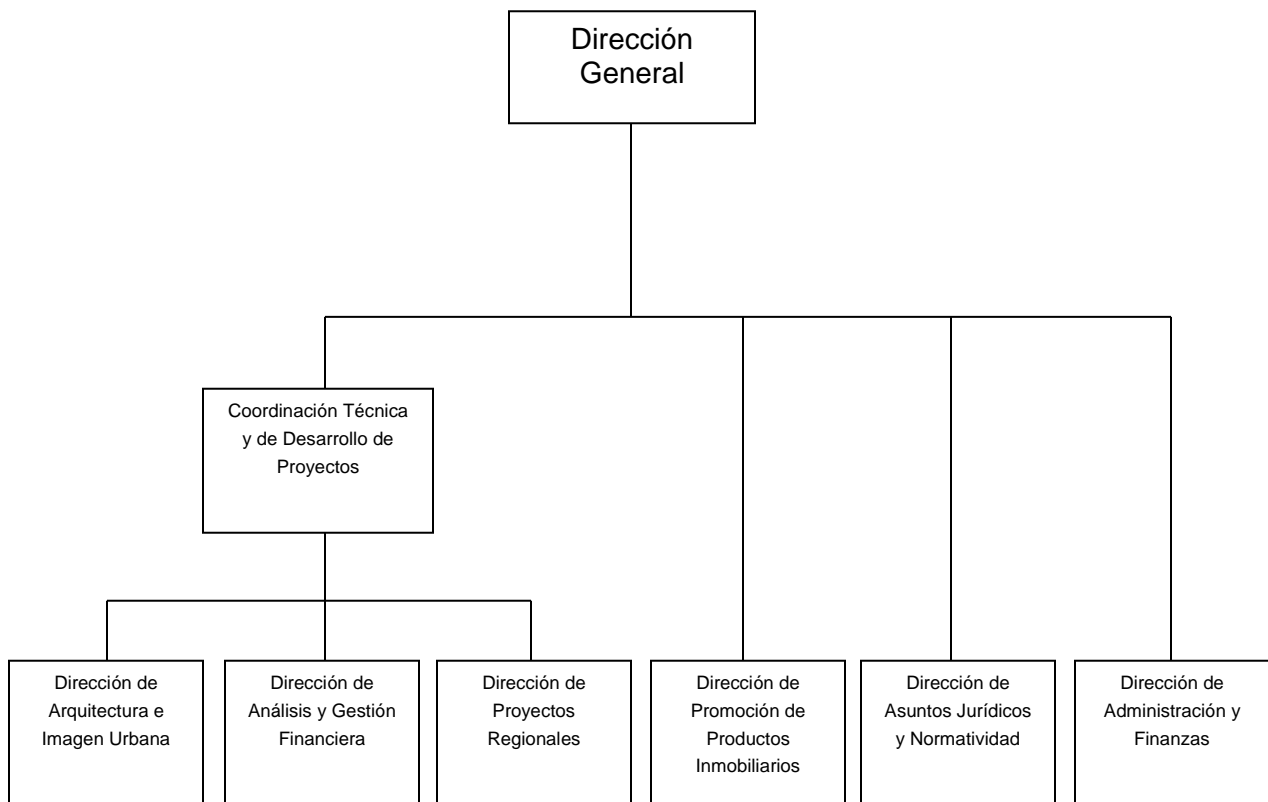 Dirección
General
Coordinación Técnica
y de Desarrollo de
Proyectos
Dirección de
Arquitectura e
Imagen Urbana
Dirección de
Análisis y Gestión
Financiera
Dirección de
Proyectos
Regionales
Dirección de
Promoción de
Productos
Inmobiliarios
Dirección de
Asuntos Jurídicos
y Normatividad
Dirección de
Administración y
Finanzas